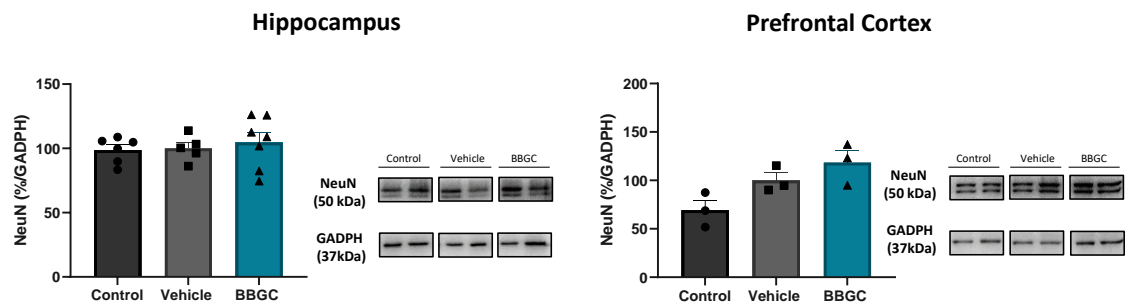 Hippocampus
NeuN (%/GADPH)
150
100
50
0
Control
Vehicle
BBGC
Control
Vehicle
BBGC
NeuN
(50 kDa)
GADPH
(37kDa)
Prefrontal Cortex
NeuN (%/GADPH)
200
150
100
50
0
Control
Vehicle
BBGC
Control
Vehicle
BBGC
NeuN
(50 kDa)
GADPH
(37kDa)